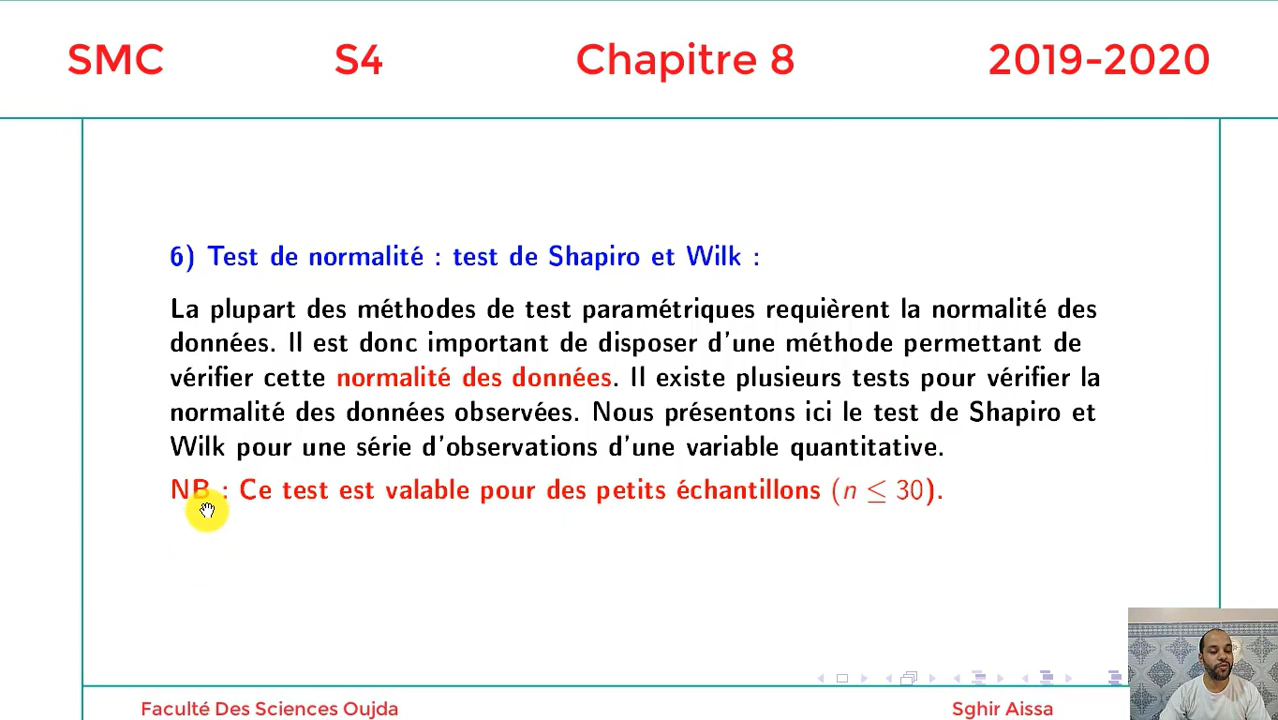 SMC S4 Chapitre 8 2019-2020
6) Test de normalité : test de Shapiro et Wilk :
La plupart des méthodes de test paramétriques requièrent la normalité des
données. Il est donc important de disposer d'une méthode permettant de
vérifier cette normalité des données. Il existe plusieurs tests pour vérifier la
normalité des données observées. Nous présentons ici le test de Shapiro et
Wilk pour une série d'observations d'une variable quantitative.
NB : Ce test est valable pour des petits échantillons (n ≤ 30).
Faculté Des Sciences Oujda Sghir Aissa